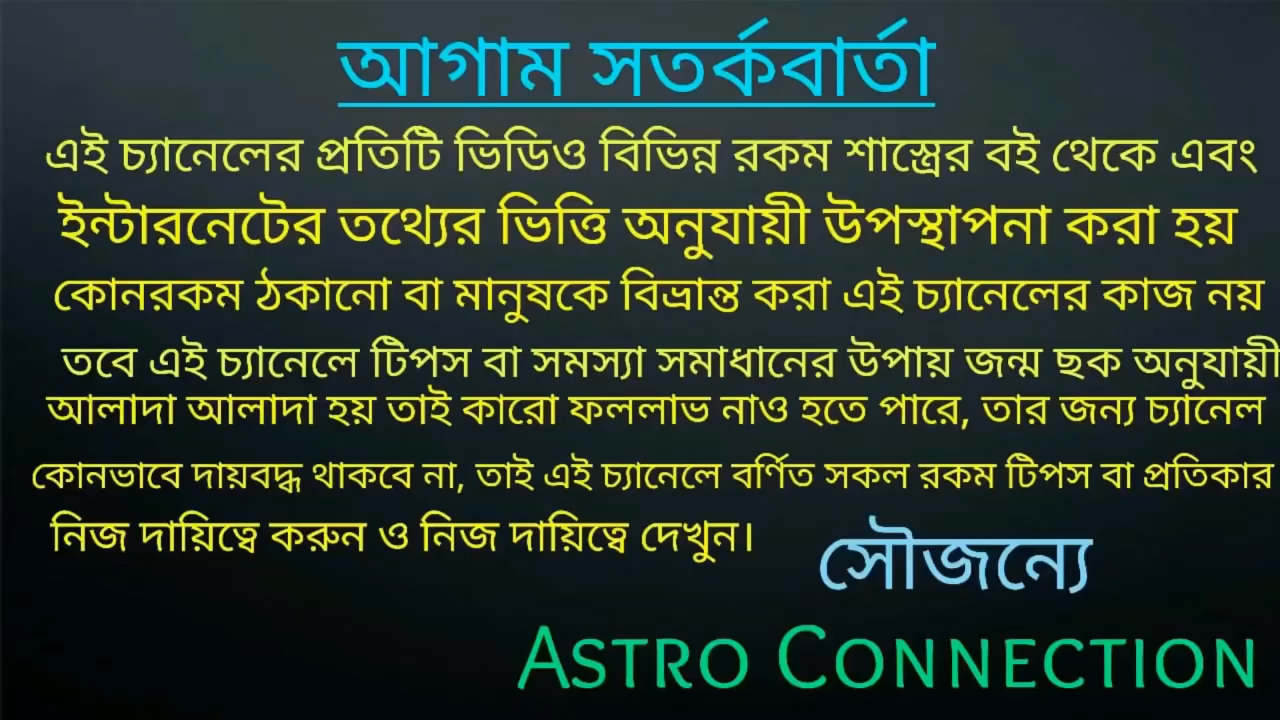 আগাম সতর্কবার্তা
এই চ্যানেলের প্রতিটি ভিডিও বিভিন্ন রকম শাস্ত্রের বই থেকে এবং
ইন্টারনেটের তথ্যের ভিত্তি অনুযায়ী উপস্থাপনা করা হয়
কোনরকম ঠকানো বা মানুষকে বিভ্রান্ত করা এই চ্যানেলের কাজ নয়
তবে এই চ্যানেলে টিপস বা সমস্যা সমাধানের উপায় জন্ম ছক অনুযায়ী
আলাদা আলাদা হয় তাই কারো ফললাভ নাও হতে পারে, তার জন্য চ্যানেল
কোনভাবে দায়বদ্ধ থাকবে না, তাই এই চ্যানেলে বর্ণিত সকল রকম টিপস বা প্রতিকার
নিজ দায়িত্বে করুন ও নিজ দায়িত্বে দেখুন।
সৌজন্যে
ASTRO CONNECTION